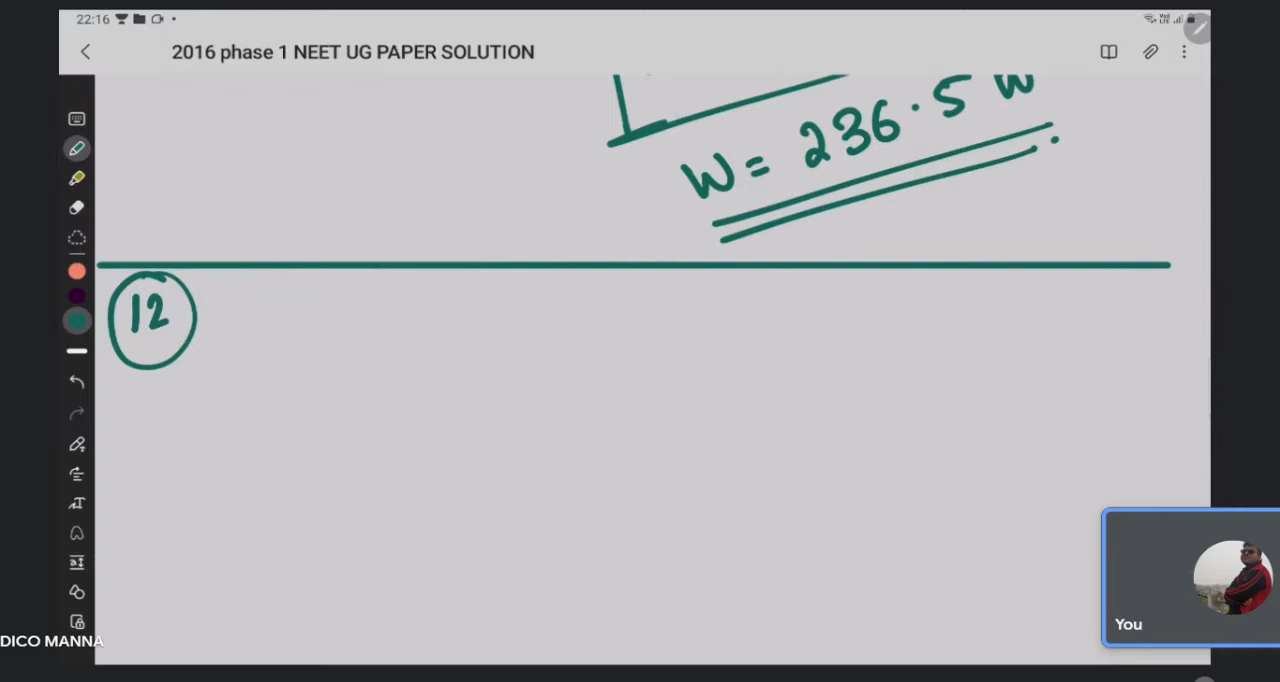 22:16
2016 phase 1 NEET UG PAPER SOLUTION
W = 236.5 W
12
You
DICO MANNA